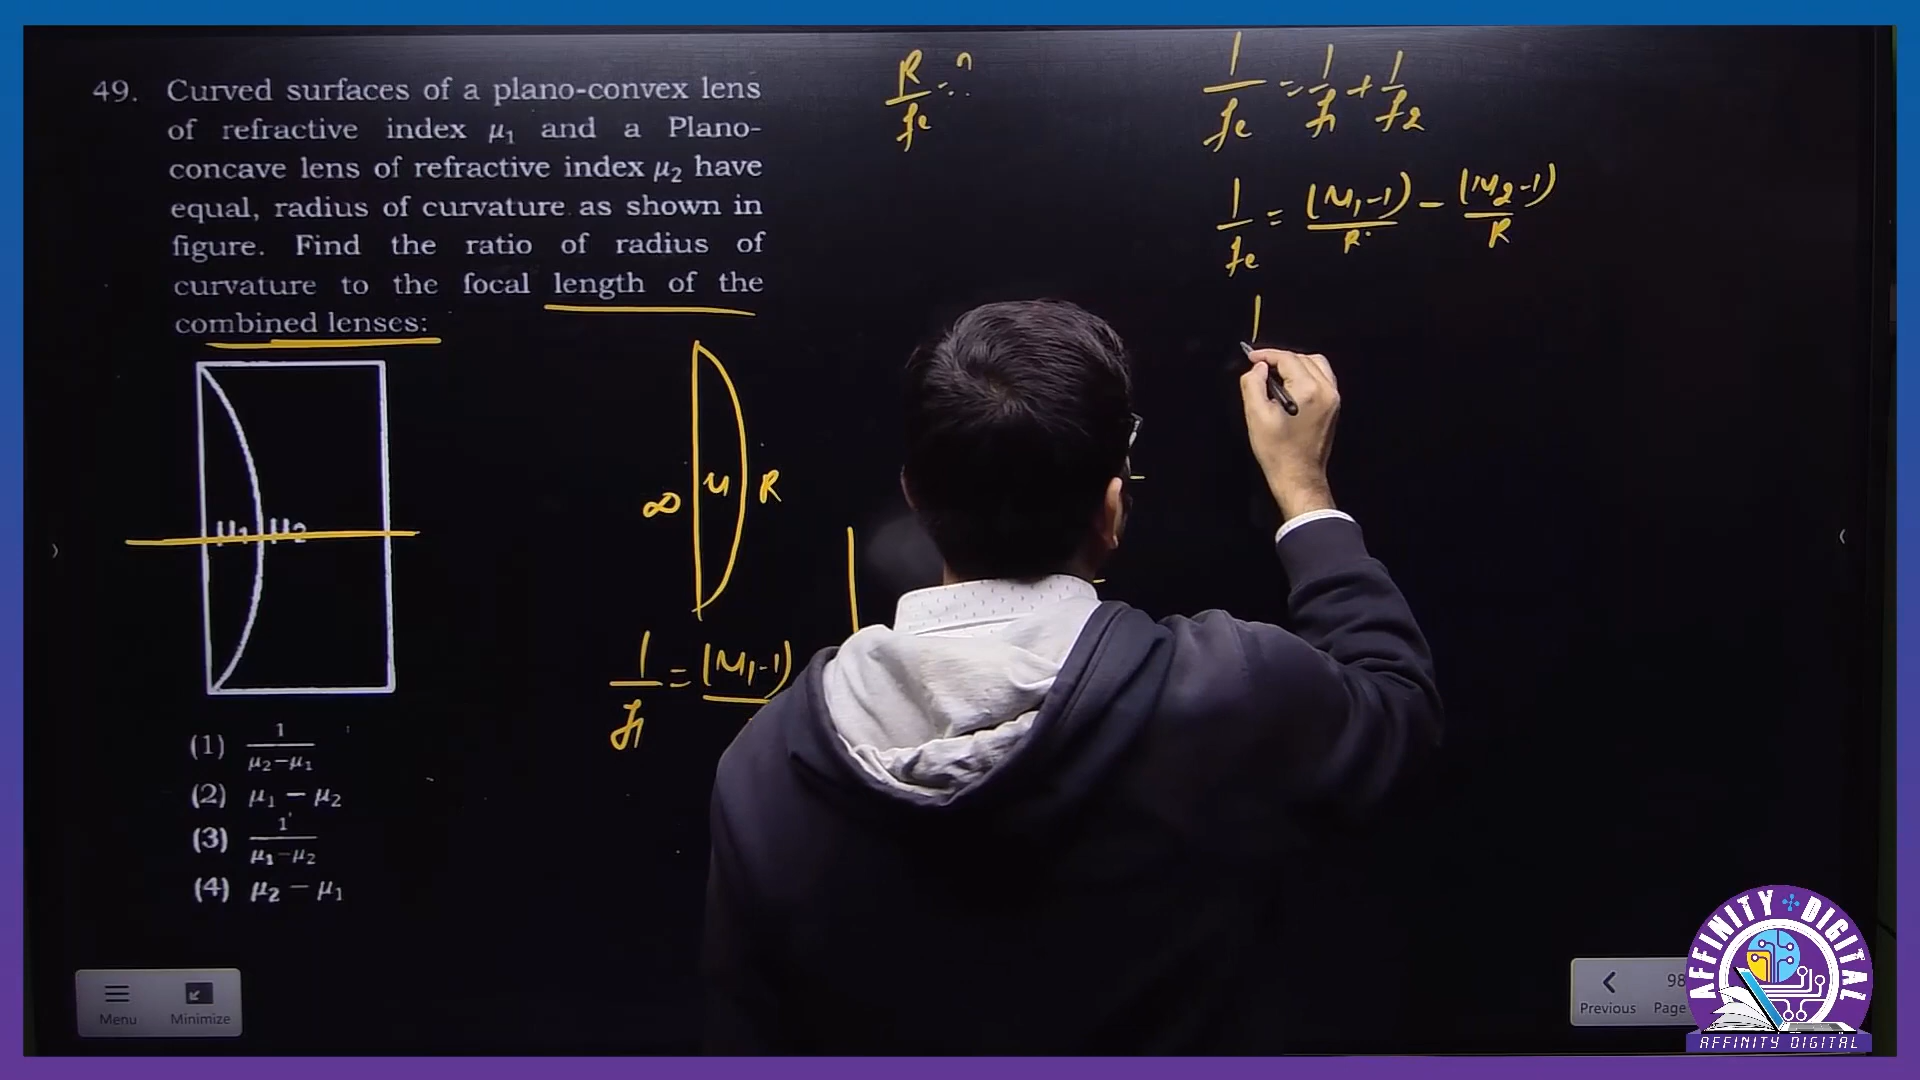 49. Curved surfaces of a plano-convex lens
of refractive index μ₁ and a Plano-
concave lens of refractive index μ₂ have
equal, radius of curvature as shown in
figure. Find the ratio of radius of
curvature to the focal length of the
combined lenses:
μ₁ μ₂
(1) 1/(μ₂−μ₁)
(2) μ₁ − μ₂
(3) 1/(μ₁−μ₂)
(4) μ₂ − μ₁
R/fe = ?
∞ μ R
1/f1 = (μ1-1)
1/fe = 1/f1 + 1/f2
1/fe = (μ1-1)/R - (μ2-1)/R
1
Menu
Minimize
Previous
Page
98
AFFINITY DIGITAL
AFFINITY DIGITAL